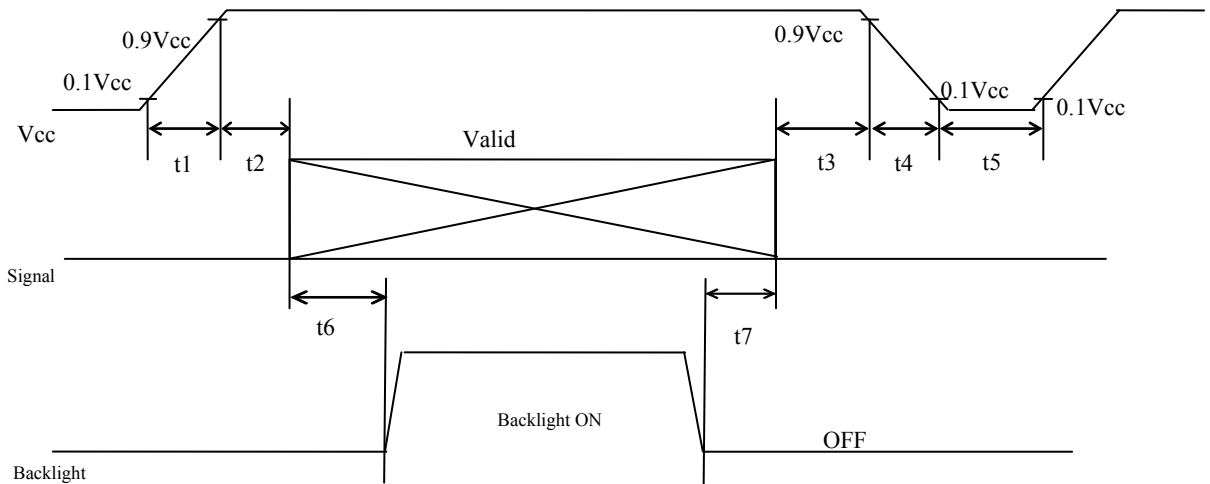 0.9Vcc
0.9Vcc
0.1Vcc
0.1Vcc
0.1Vcc
Vcc
Valid
t1
t2
t3
t4
t5
Signal
t6
t7
Backlight ON
OFF
Backlight